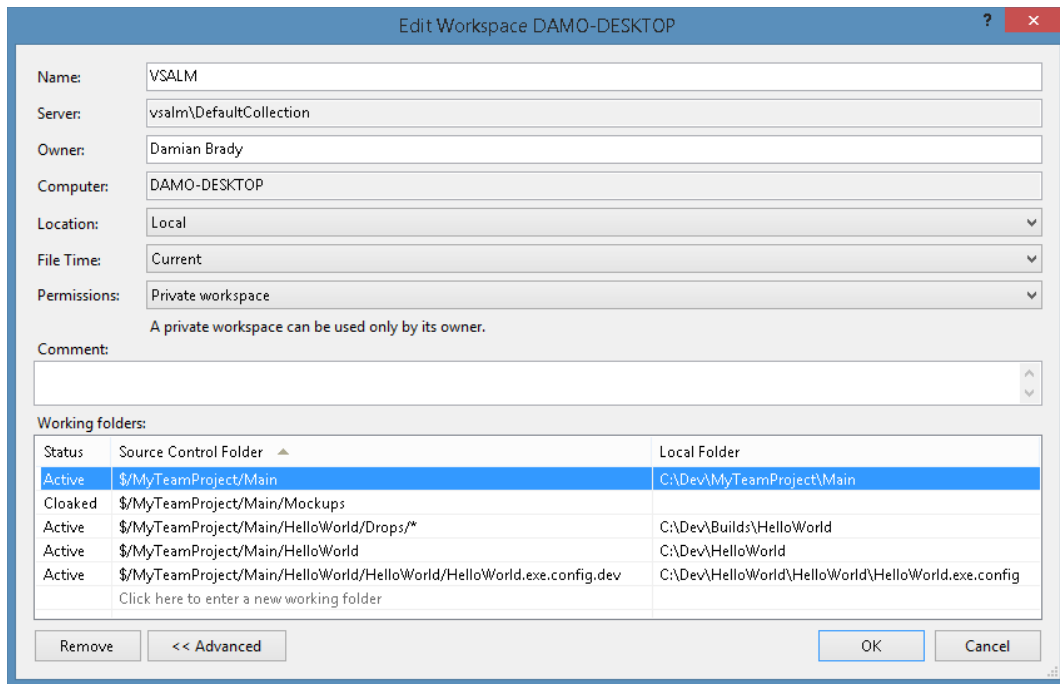 Edit Workspace DAMO-DESKTOP ? ×
Name: VSALM
Server: vsalm\DefaultCollection
Owner: Damian Brady
Computer: DAMO-DESKTOP
Location: Local
File Time: Current
Permissions: Private workspace
A private workspace can be used only by its owner.
Comment:
Working folders:
Status Source Control Folder Local Folder
Active $/MyTeamProject/Main C:\Dev\MyTeamProject\Main
Cloaked $/MyTeamProject/Main/Mockups
Active $/MyTeamProject/Main/HelloWorld/Drops/* C:\Dev\Builds\HelloWorld
Active $/MyTeamProject/Main/HelloWorld C:\Dev\HelloWorld
Active $/MyTeamProject/Main/HelloWorld/HelloWorld/HelloWorld.exe.config.dev C:\Dev\HelloWorld\HelloWorld\HelloWorld.exe.config
Click here to enter a new working folder
Remove << Advanced OK Cancel